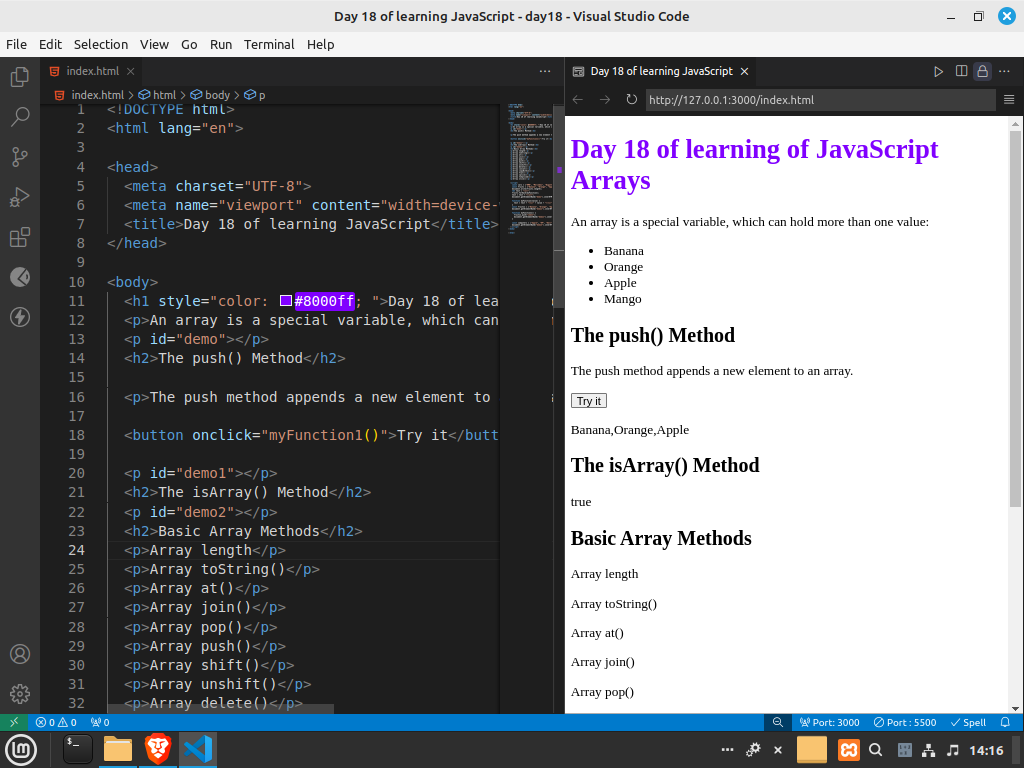 Day 18 of learning JavaScript - day18 - Visual Studio Code
File Edit Selection View Go Run Terminal Help
index.html
index.html > html > body > p
1 <!DOCTYPE html>
2 <html lang="en">
3
4 <head>
5 <meta charset="UTF-8">
6 <meta name="viewport" content="width=device-
7 <title>Day 18 of learning JavaScript</title>
8 </head>
9
10 <body>
11 <h1 style="color: #8000ff; ">Day 18 of lea
12 <p>An array is a special variable, which can
13 <p id="demo"></p>
14 <h2>The push() Method</h2>
15
16 <p>The push method appends a new element to
17
18 <button onclick="myFunction1()">Try it</butt
19
20 <p id="demo1"></p>
21 <h2>The isArray() Method</h2>
22 <p id="demo2"></p>
23 <h2>Basic Array Methods</h2>
24 <p>Array length</p>
25 <p>Array toString()</p>
26 <p>Array at()</p>
27 <p>Array join()</p>
28 <p>Array pop()</p>
29 <p>Array push()</p>
30 <p>Array shift()</p>
31 <p>Array unshift()</p>
32 <p>Array delete()</p>
Day 18 of learning JavaScript
http://127.0.0.1:3000/index.html
Day 18 of learning of JavaScript
Arrays
An array is a special variable, which can hold more than one value:
• Banana
• Orange
• Apple
• Mango
The push() Method
The push method appends a new element to an array.
Try it
Banana,Orange,Apple
The isArray() Method
true
Basic Array Methods
Array length
Array toString()
Array at()
Array join()
Array pop()
0 0 0 Port: 3000 Port : 5500 Spell
14:16